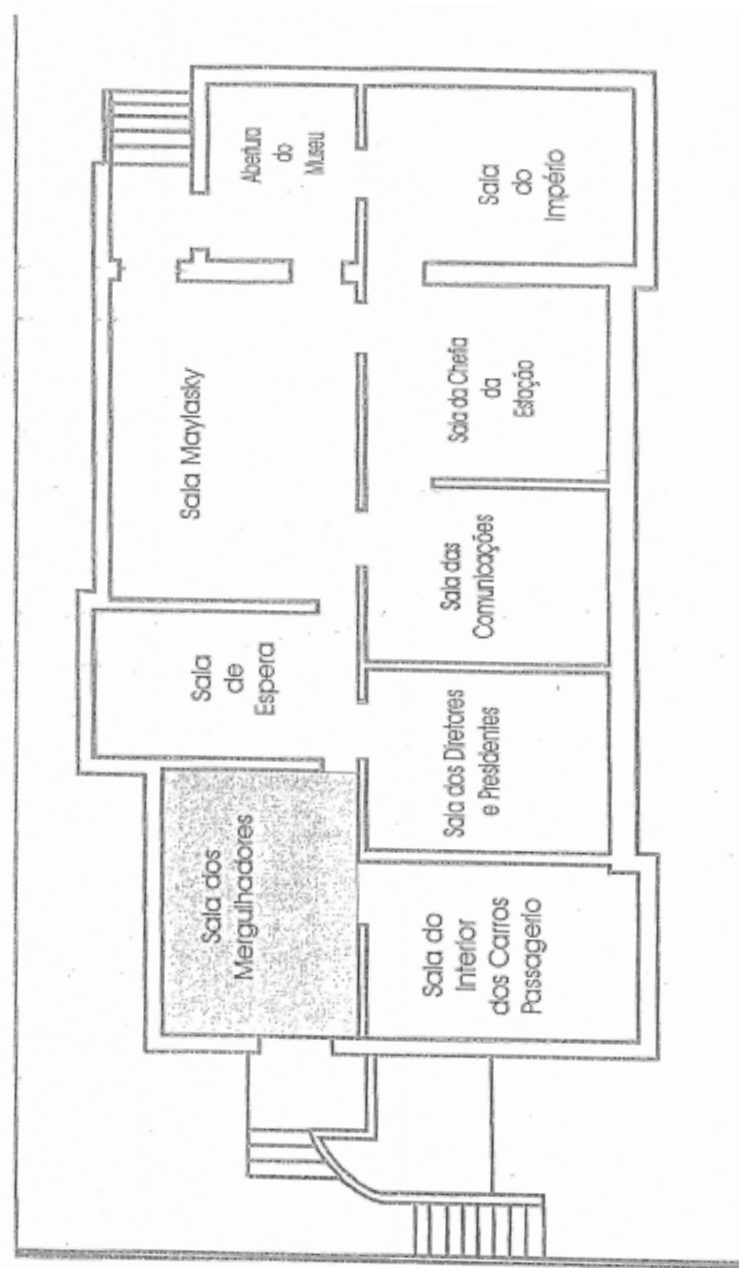 Abertura
do
Museu
Sala
do
Império
Sala Maylasky
Sala da Chefia
da
Estação
Sala das
Comunicações
Sala
de
Espera
Sala dos Diretores
e Presidentes
Sala dos
Mergulhadores
Sala do
Interior
dos Carros
Passagerio